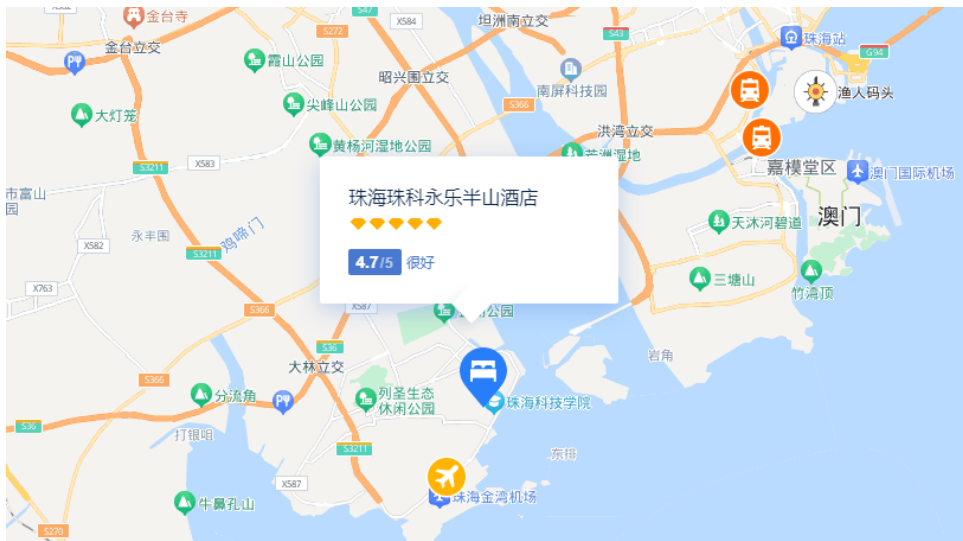 金台寺
X584
S47
坦洲南立交
S272
S43
珠海站
G94
金台立交
霞山公园
昭兴围立交
南屏科技园
渔人码头
尖峰山公园
S366
大灯笼
洪湾立交
黄杨河湿地公园
芒洲湿地
X583
S3211
嘉模堂区
澳门国际机场
市富山
园
珠海珠科永乐半山酒店
4.7/5 很好
澳门
天沐河碧道
永丰围
鸡啼门
X582
S3211
三塘山
竹湾顶
X763
X587
S366
公园
S36
岩角
大林立交
S366
分流角
列圣生态
休闲公园
珠海科技学院
S36
打银咀
S3211
东排
X587
珠海金湾机场
牛鼻孔山
S270